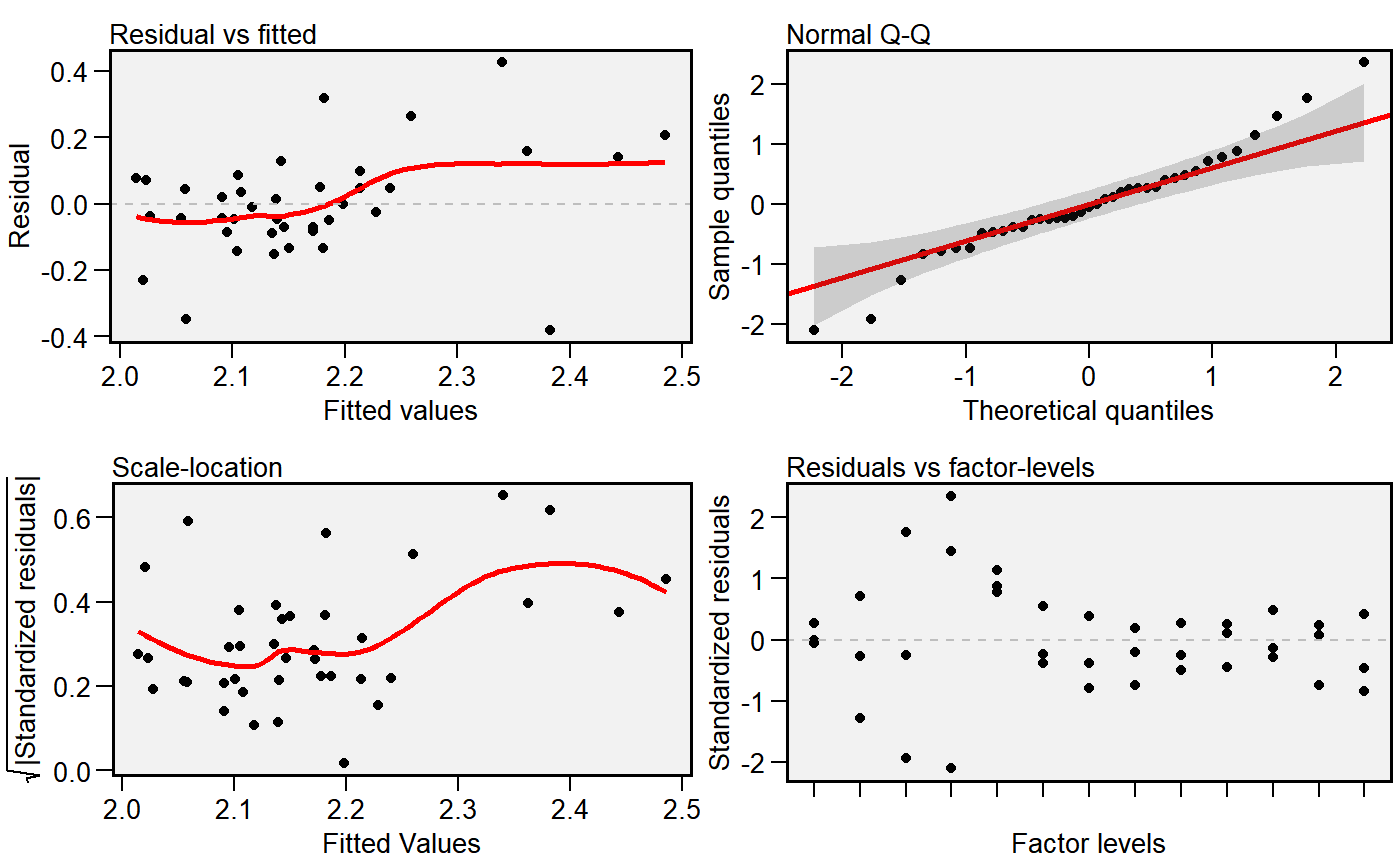 Residual vs fitted
0.4
0.2
0.0
-0.2
-0.4
Residual
2.0 2.1 2.2 2.3 2.4 2.5
Fitted values
Normal Q-Q
2
1
0
-1
-2
Sample quantiles
-2 -1 0 1 2
Theoretical quantiles
Scale-location
0.6
0.4
0.2
0.0
√|Standardized residuals|
2.0 2.1 2.2 2.3 2.4 2.5
Fitted Values
Residuals vs factor-levels
2
1
0
-1
-2
Standardized residuals
Factor levels